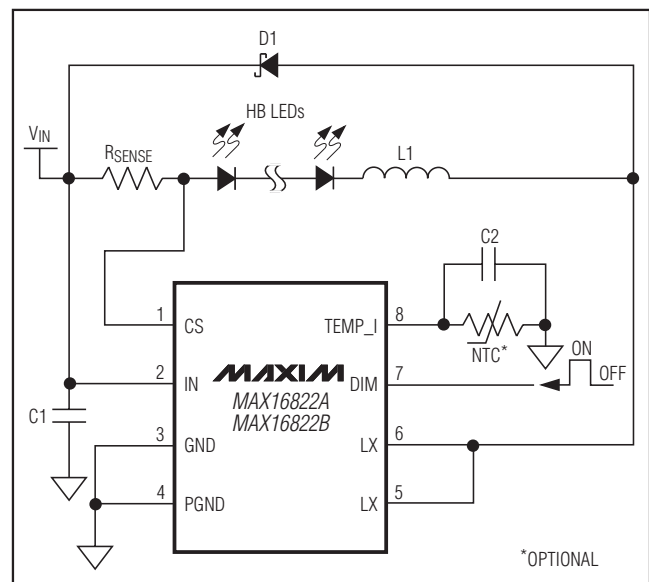 D1
HB LEDs
VIN
RSENSE
L1
C2
1
CS
TEMP_I
8
NTC*
ON
OFF
2
IN
MAXIM
DIM
7
MAX16822A
MAX16822B
C1
3
GND
LX
6
4
PGND
LX
5
*OPTIONAL